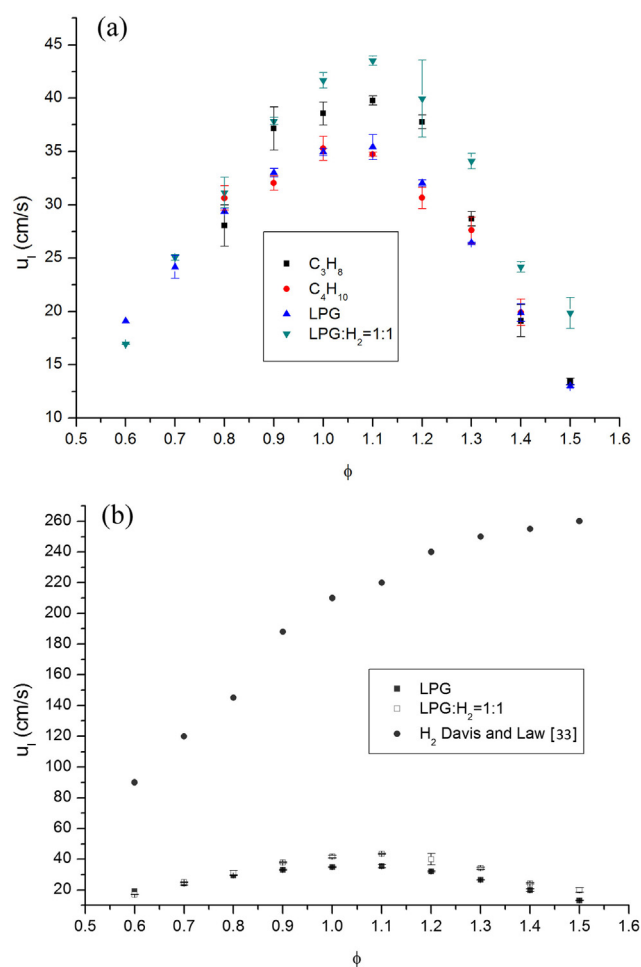 (a)
45
40
35
30
25
20
15
10
u_l (cm/s)
C₃H₈
C₄H₁₀
LPG
LPG:H₂=1:1
0.5 0.6 0.7 0.8 0.9 1.0 1.1 1.2 1.3 1.4 1.5 1.6
ϕ
(b)
260
240
220
200
180
160
140
120
100
80
60
40
20
u_l (cm/s)
LPG
LPG:H₂=1:1
H₂ Davis and Law [33]
0.5 0.6 0.7 0.8 0.9 1.0 1.1 1.2 1.3 1.4 1.5 1.6
ϕ